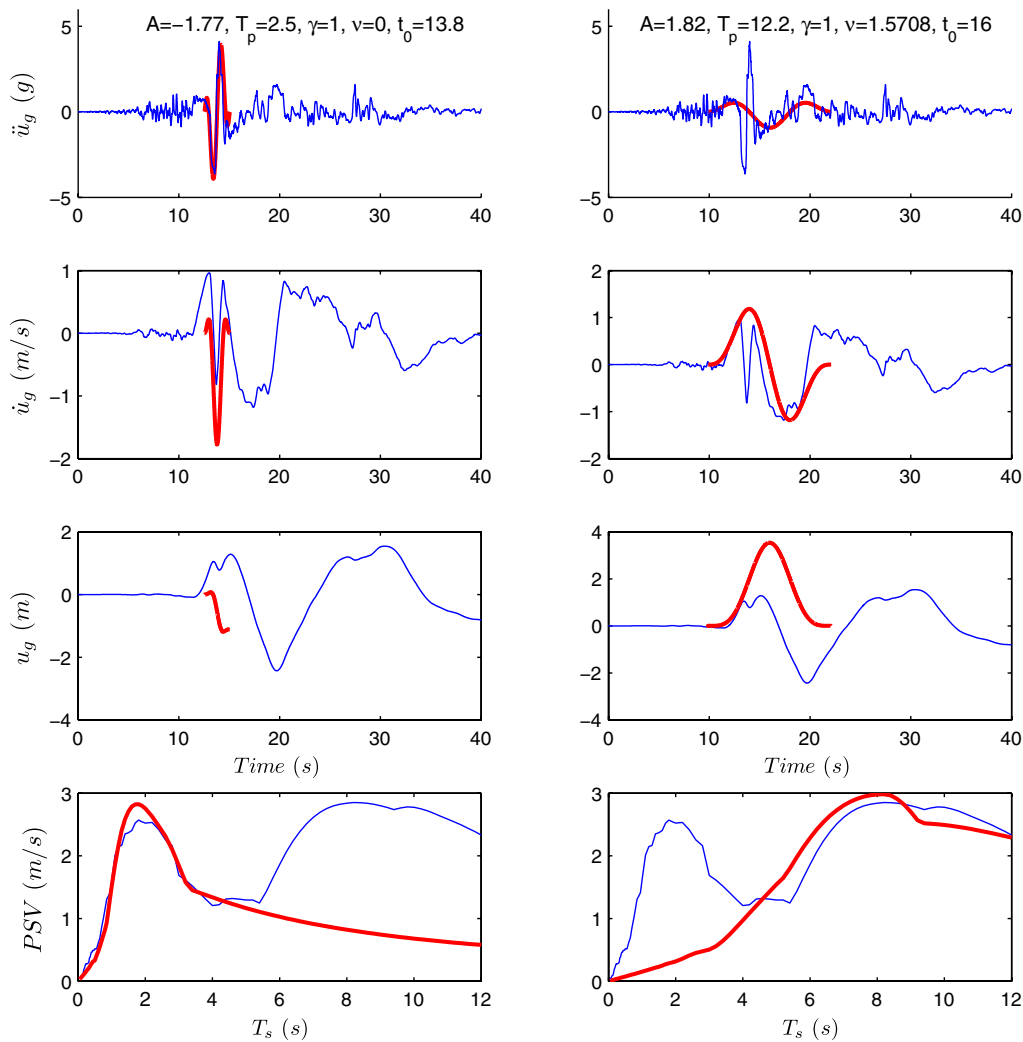 A=−1.77, T_p=2.5, γ=1, ν=0, t_0=13.8
A=1.82, T_p=12.2, γ=1, ν=1.5708, t_0=16
ü_g (g)
5
0
−5
0 10 20 30 40
5
0
−5
0 10 20 30 40
u̇_g (m/s)
1
0
−1
−2
0 10 20 30 40
2
1
0
−1
−2
0 10 20 30 40
u_g (m)
2
0
−2
−4
0 10 20 30 40
Time (s)
4
2
0
−2
−4
0 10 20 30 40
Time (s)
PSV (m/s)
3
2
1
0
0 2 4 6 8 10 12
T_s (s)
3
2
1
0
0 2 4 6 8 10 12
T_s (s)